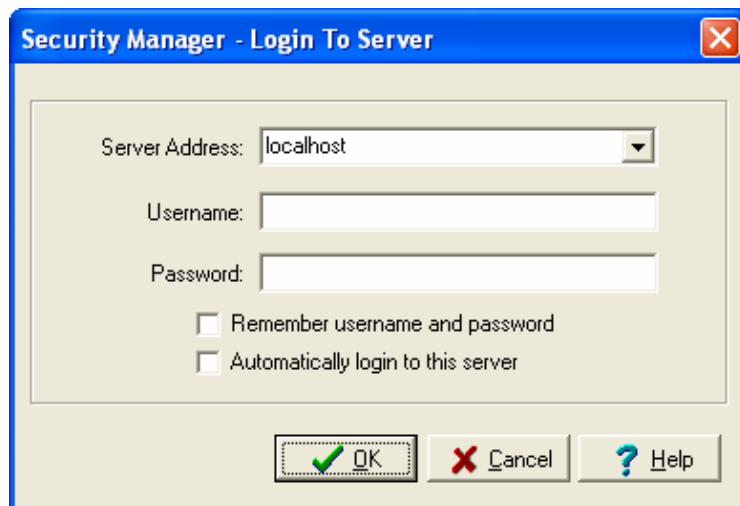 Security Manager - Login To Server
Server Address: localhost
Username:
Password:
Remember username and password
Automatically login to this server
OK Cancel ? Help